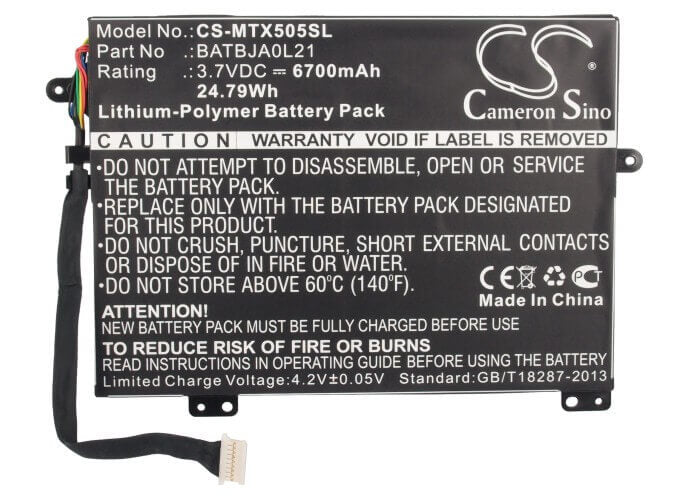 Model NO.: CS-MTX505SL
Part NO.: BATBJA0L21
Rating: 3.7VDC ⎓ 6700mAh
24.79Wh
Lithium-Polymer Battery Pack
CS
Cameron Sino
CAUTION: WARRANTY VOID IF LABEL IS REMOVED
•DO NOT ATTEMPT TO DISASSEMBLE, OPEN OR SERVICE
THE BATTERY PACK.
•REPLACE ONLY WITH THE BATTERY PACK DESIGNATED
FOR THIS PRODUCT.
•DO NOT CRUSH, PUNCTURE, SHORT EXTERNAL CONTACTS
OR DISPOSE OF IN FIRE OR WATER.
•DO NOT STORE ABOVE 60°C (140°F).
CE PCT
Made In China
ATTENTION!
NEW BATTERY PACK MUST BE FULLY CHARGED BEFORE USE
TO REDUCE RISK OF FIRE OR BURNS
READ INSTRUCTIONS IN OPERATING GUIDE BEFORE USE.
Limited Charge Voltage:4.2V±0.05V Standard:GB/T18287-2013